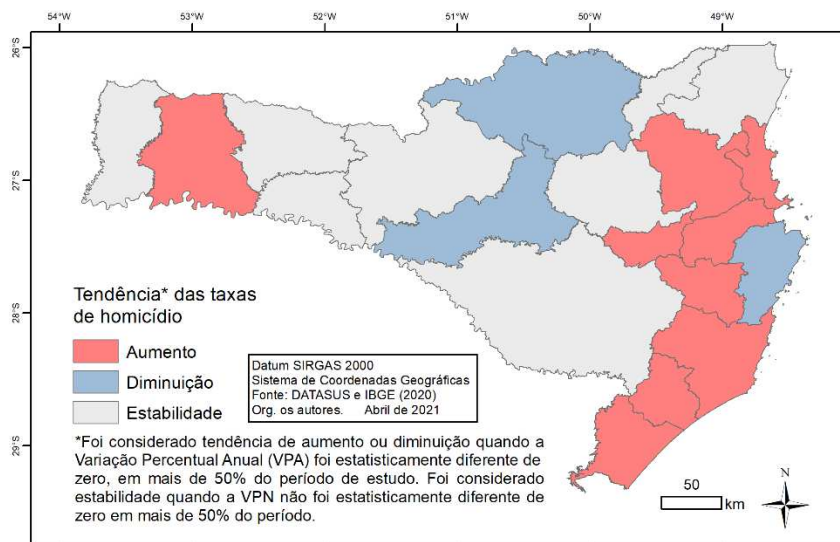 54°W 53°W 52°W 51°W 50°W 49°W
26°S
27°S
28°S
29°S
Tendência* das taxas
de homicídio
Aumento
Diminuição
Estabilidade
Datum SIRGAS 2000
Sistema de Coordenadas Geográficas
Fonte: DATASUS e IBGE (2020)
Org. os autores. Abril de 2021
*Foi considerado tendência de aumento ou diminuição quando a
Variação Percentual Anual (VPA) foi estatisticamente diferente de
zero, em mais de 50% do período de estudo. Foi considerado
estabilidade quando a VPN não foi estatisticamente diferente de
zero em mais de 50% do período.
50
km
N